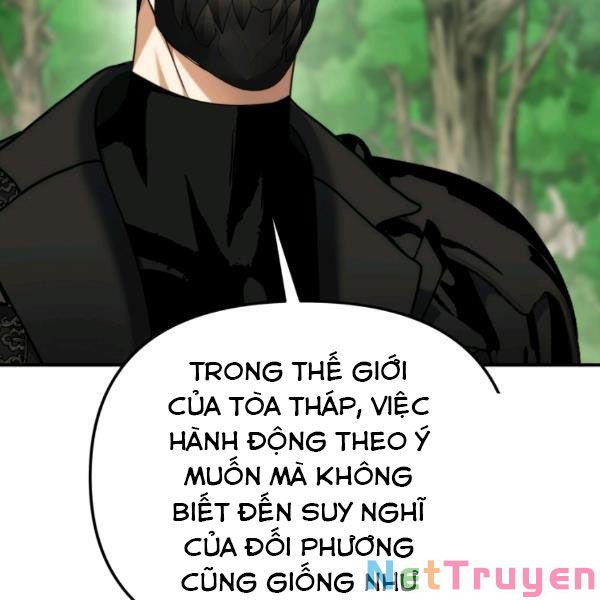 TRONG THẾ GIỚI
CỦA TÒA THÁP, VIỆC
HÀNH ĐỘNG THEO Ý
MUỐN MÀ KHÔNG
BIẾT ĐẾN SUY NGHĨ
CỦA ĐỐI PHƯƠNG
CŨNG GIỐNG NHƯ
NetTruyen